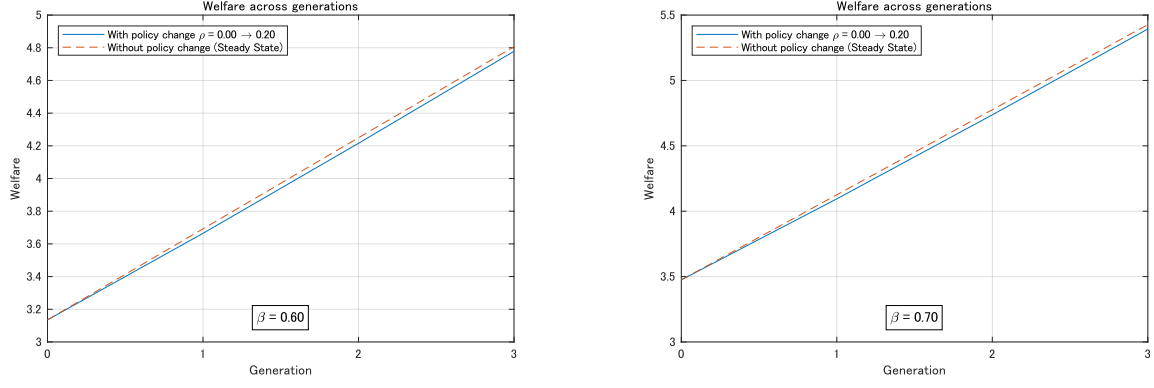 Welfare across generations
With policy change ρ = 0.00 → 0.20
Without policy change (Steady State)
5
4.8
4.6
4.4
4.2
4
3.8
3.6
3.4
3.2
3
Welfare
β = 0.60
0
1
2
3
Generation
Welfare across generations
With policy change ρ = 0.00 → 0.20
Without policy change (Steady State)
5.5
5
4.5
4
3.5
3
Welfare
β = 0.70
0
1
2
3
Generation